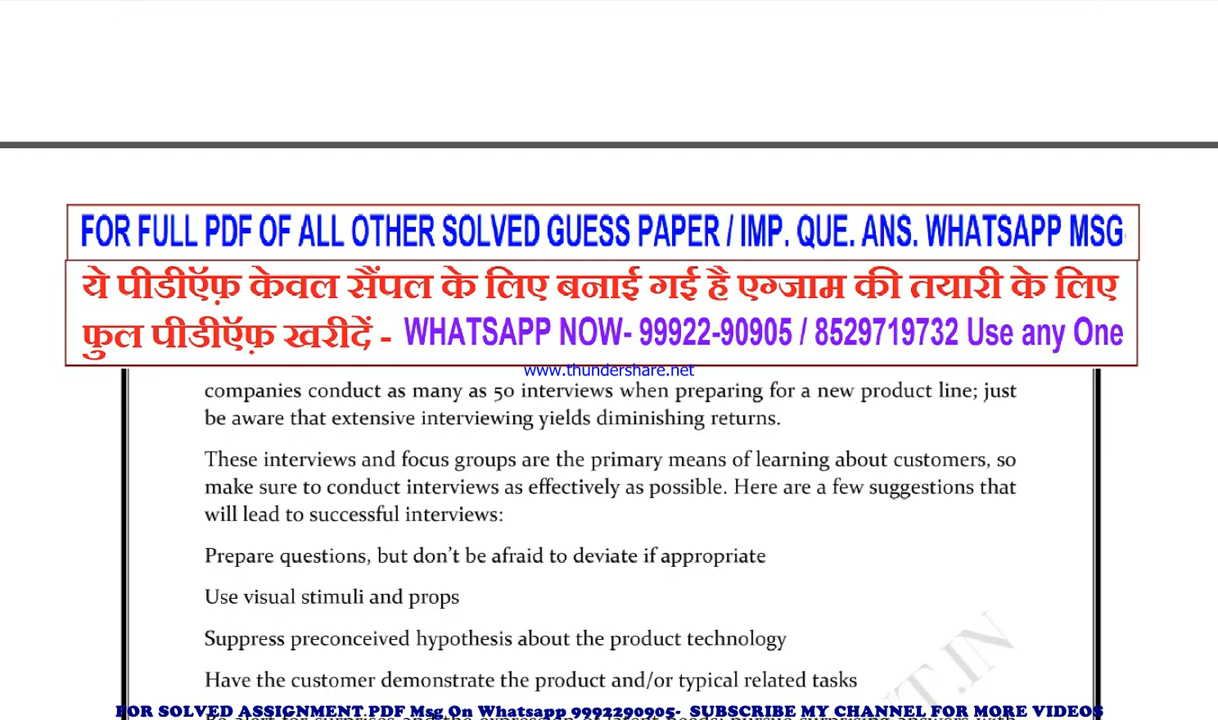 FOR FULL PDF OF ALL OTHER SOLVED GUESS PAPER / IMP. QUE. ANS. WHATSAPP MSG
ये पीडीऍफ़ केवल सैंपल के लिए बनाई गई है एग्जाम की तयारी के लिए
फुल पीडीऍफ़ खरीदें - WHATSAPP NOW- 99922-90905 / 8529719732 Use any One
www.thundershare.net
companies conduct as many as 50 interviews when preparing for a new product line; just
be aware that extensive interviewing yields diminishing returns.
These interviews and focus groups are the primary means of learning about customers, so
make sure to conduct interviews as effectively as possible. Here are a few suggestions that
will lead to successful interviews:
Prepare questions, but don't be afraid to deviate if appropriate
Use visual stimuli and props
Suppress preconceived hypothesis about the product technology
Have the customer demonstrate the product and/or typical related tasks
T.IN
FOR SOLVED ASSIGNMENT.PDF Msg On Whatsapp 9992290905- SUBSCRIBE MY CHANNEL FOR MORE VIDEOS